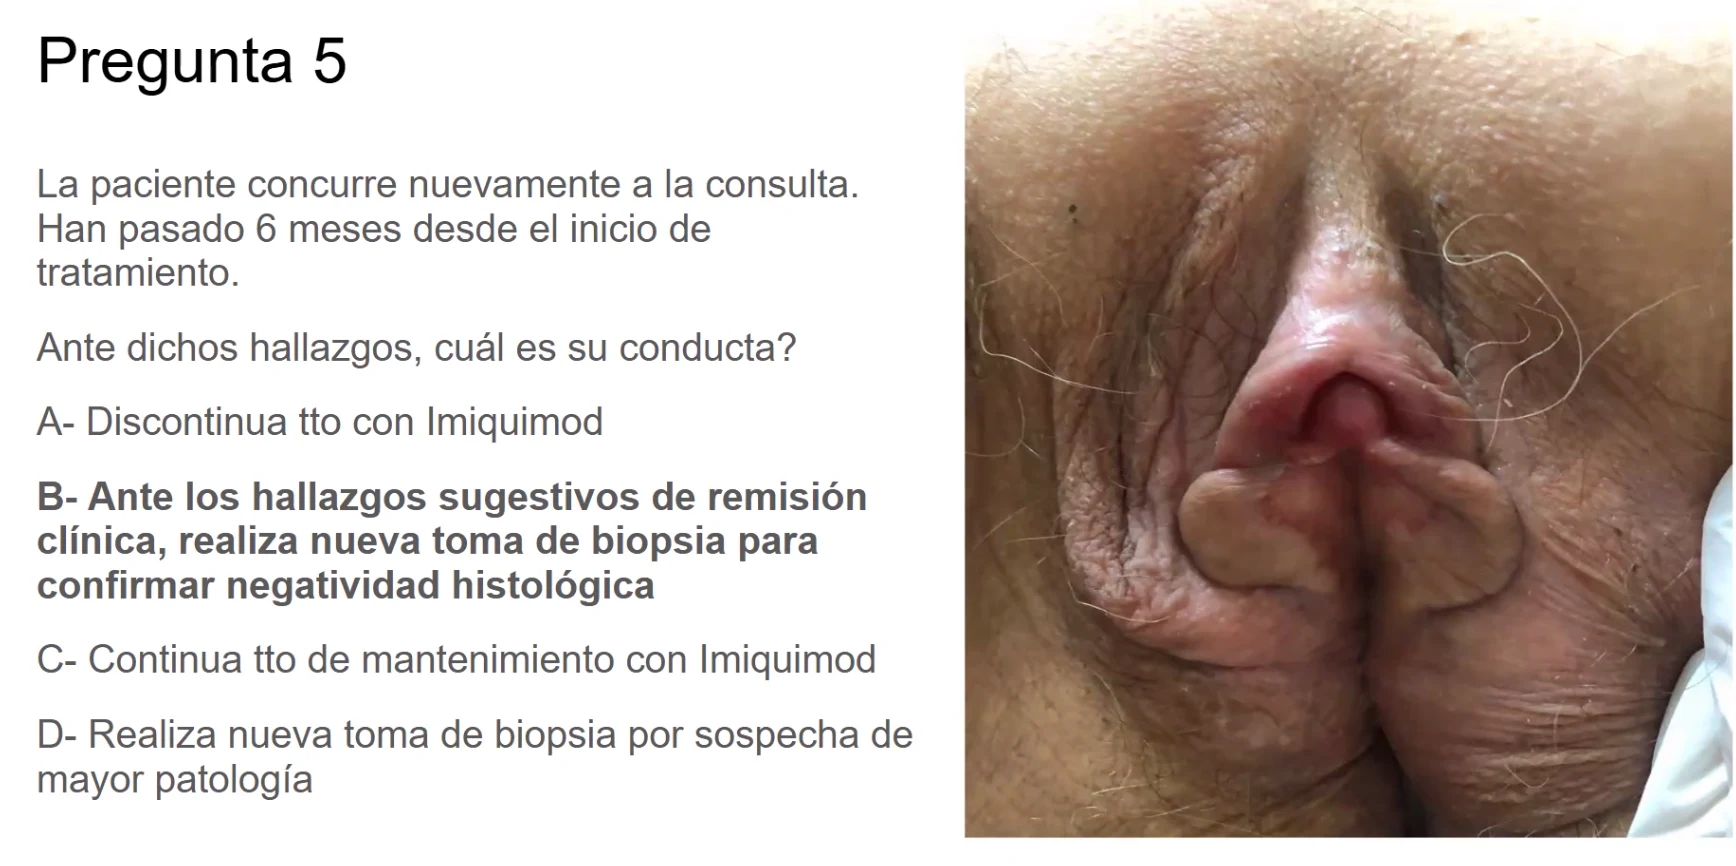 Pregunta 5
La paciente concurre nuevamente a la consulta.
Han pasado 6 meses desde el inicio de
tratamiento.
Ante dichos hallazgos, cuál es su conducta?
A- Discontinua tto con Imiquimod
B- Ante los hallazgos sugestivos de remisión
clínica, realiza nueva toma de biopsia para
confirmar negatividad histológica
C- Continua tto de mantenimiento con Imiquimod
D- Realiza nueva toma de biopsia por sospecha de
mayor patología